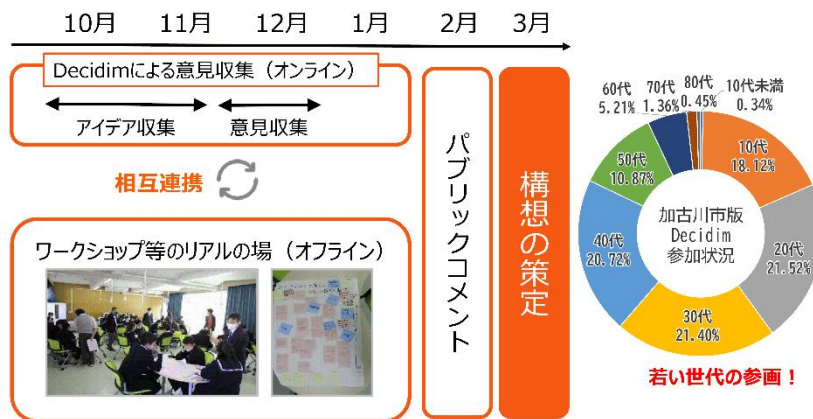 10月 11月 12月 1月 2月 3月
Decidimによる意見収集（オンライン）
アイデア収集 意見収集
相互連携
ワークショップ等のリアルの場（オフライン）
パブリックコメント
構想の策定
60代
5.21%
70代
1.36%
80代
0.45%
10代未満
0.34%
10代
18.12%
20代
21.52%
30代
21.40%
40代
20.72%
50代
10.87%
加古川市版
Decidim
参加状況
若い世代の参画！